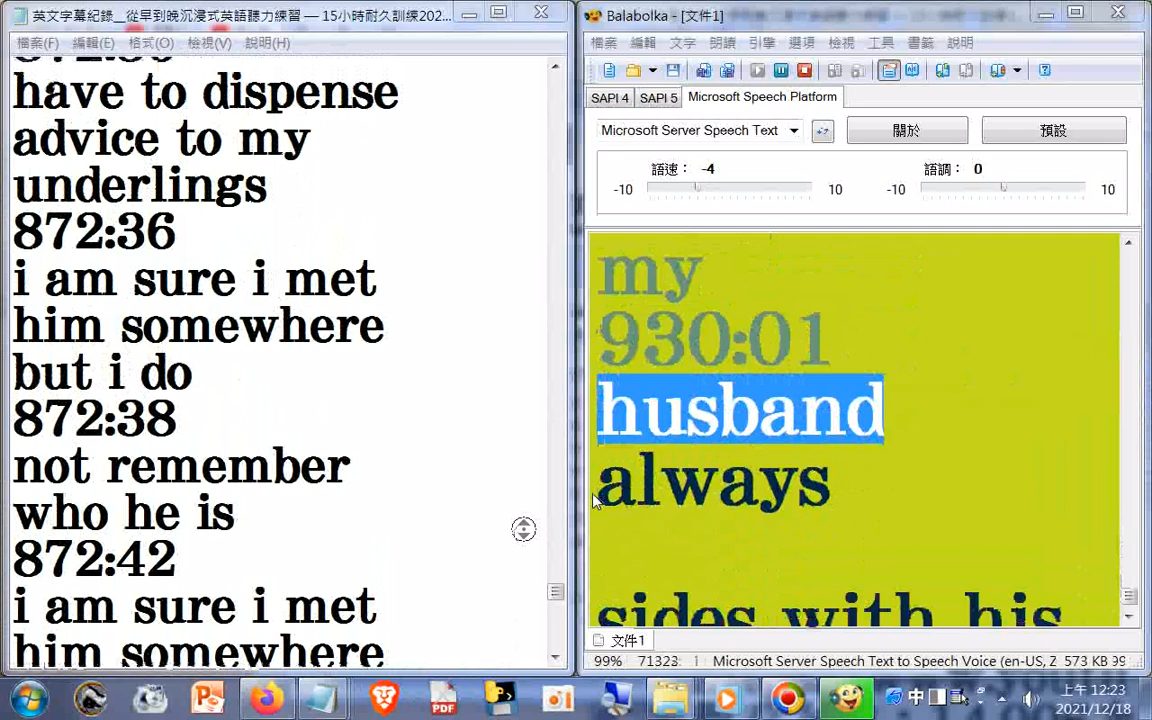 英文字幕紀錄__從早到晚沉浸式英語聽力練習 — 15小時耐久訓練202...
檔案(F) 編輯(E) 格式(O) 檢視(V) 說明(H)
have to dispense
advice to my
underlings
872:36
i am sure i met
him somewhere
but i do
872:38
not remember
who he is
872:42
i am sure i met
him somewhere
Balabolka - [文件1]
檔案 編輯 文字 朗讀 引擎 選項 檢視 工具 書籤 說明
SAPI 4 SAPI 5 Microsoft Speech Platform
Microsoft Server Speech Text 關於 預設
語速： -4 語調： 0
-10 10 -10 10
my
930:01
husband
always
sides with his
文件1
99% 71323: 1 Microsoft Server Speech Text to Speech Voice (en-US, Z 573 KB 99
PDF 中 上午 12:23
2021/12/18